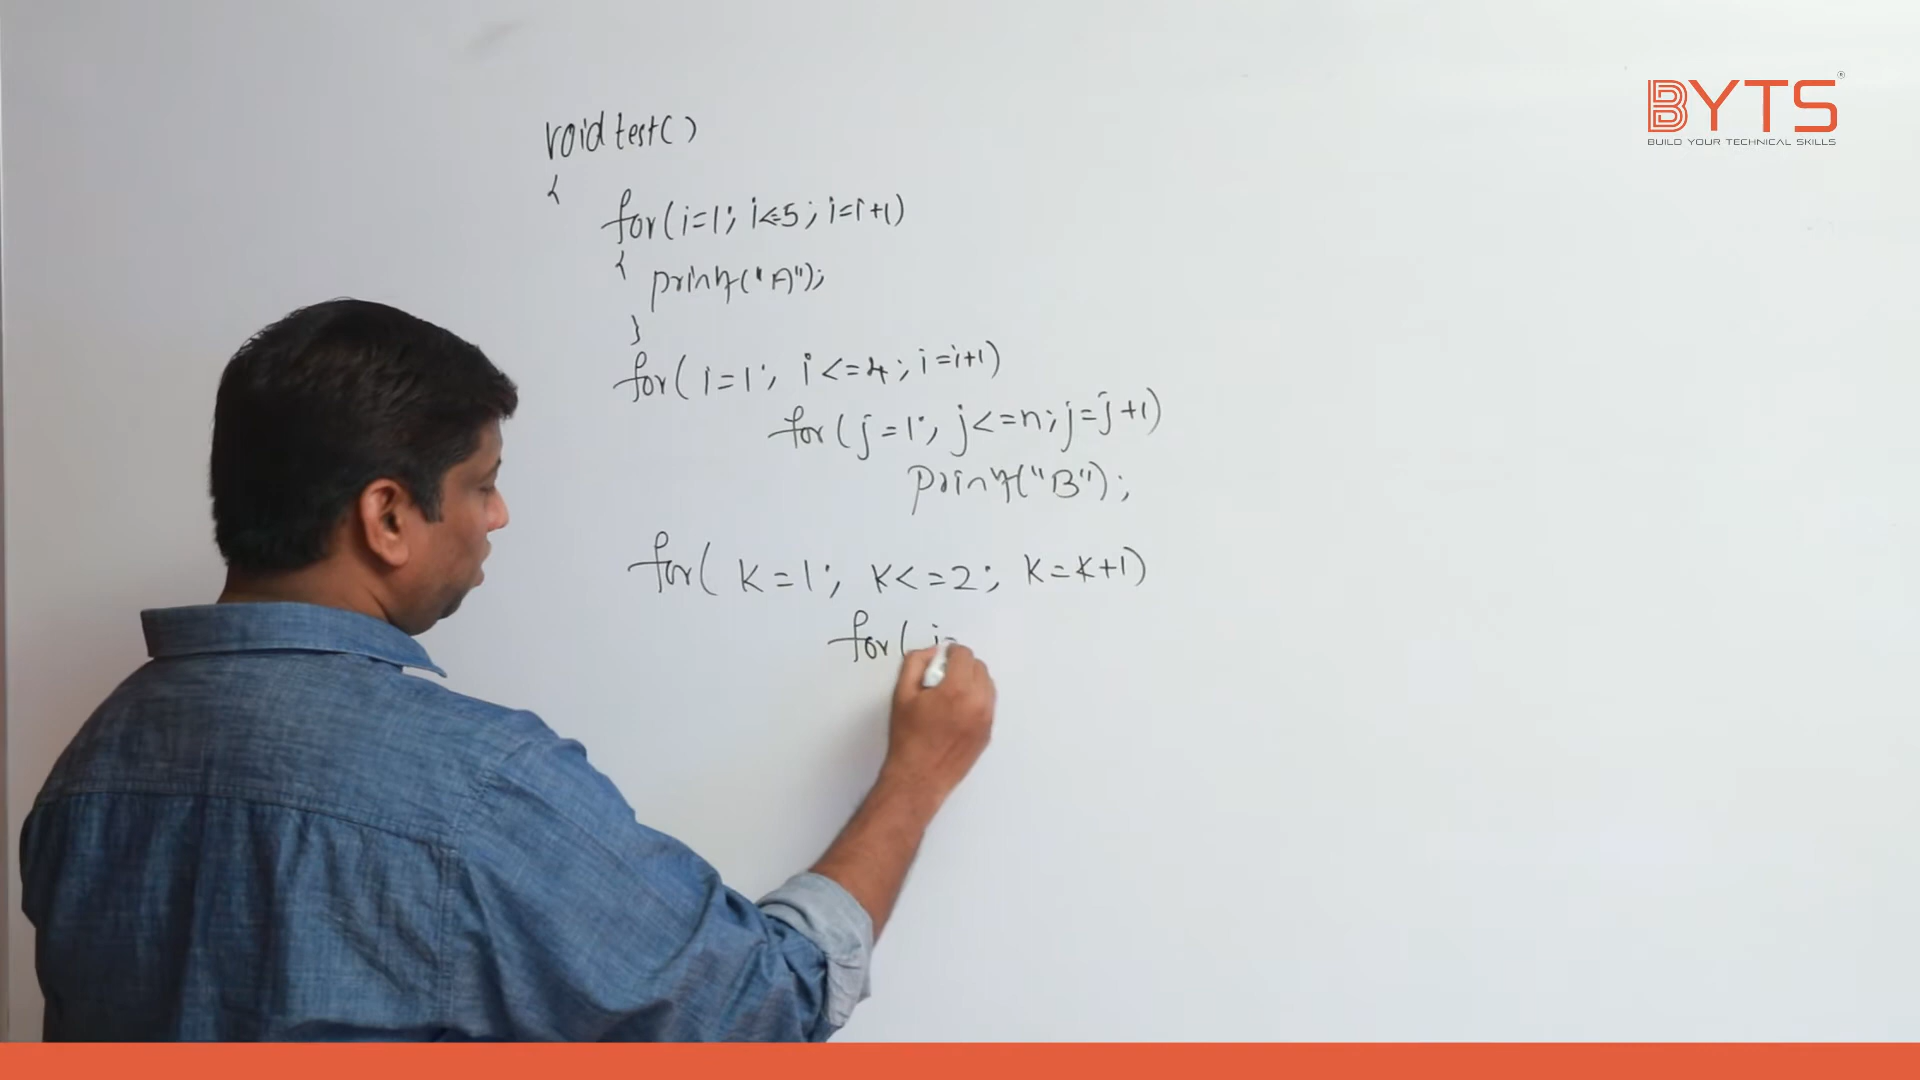 BYTS
BUILD YOUR TECHNICAL SKILLS
void test()
{
for(i=1; i<=5; i=i+1)
{ printf("A");
}
for(i=1; i<=4; i=i+1)
for(j=1; j<=n; j=j+1)
printf("B");
for(k=1; k<=2; k=k+1)
for(i=